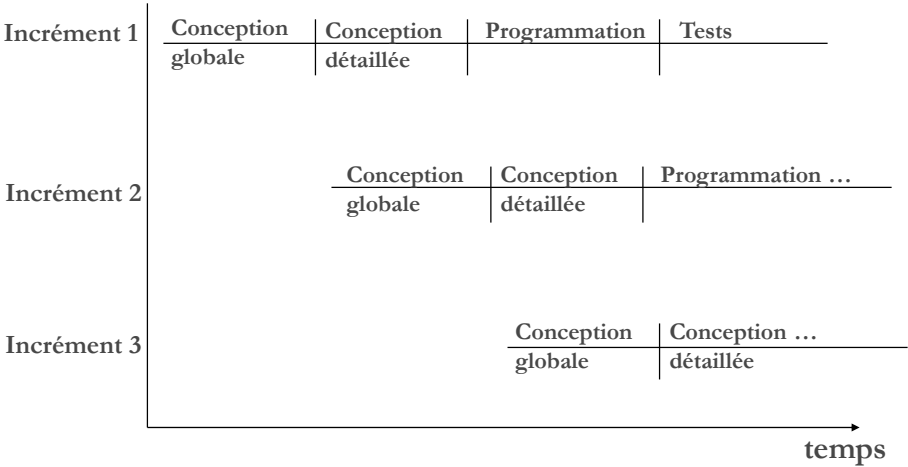 Incrément 1
Conception
globale
Conception
détaillée
Programmation
Tests
Incrément 2
Conception
globale
Conception
détaillée
Programmation …
Incrément 3
Conception
globale
Conception …
détaillée
temps